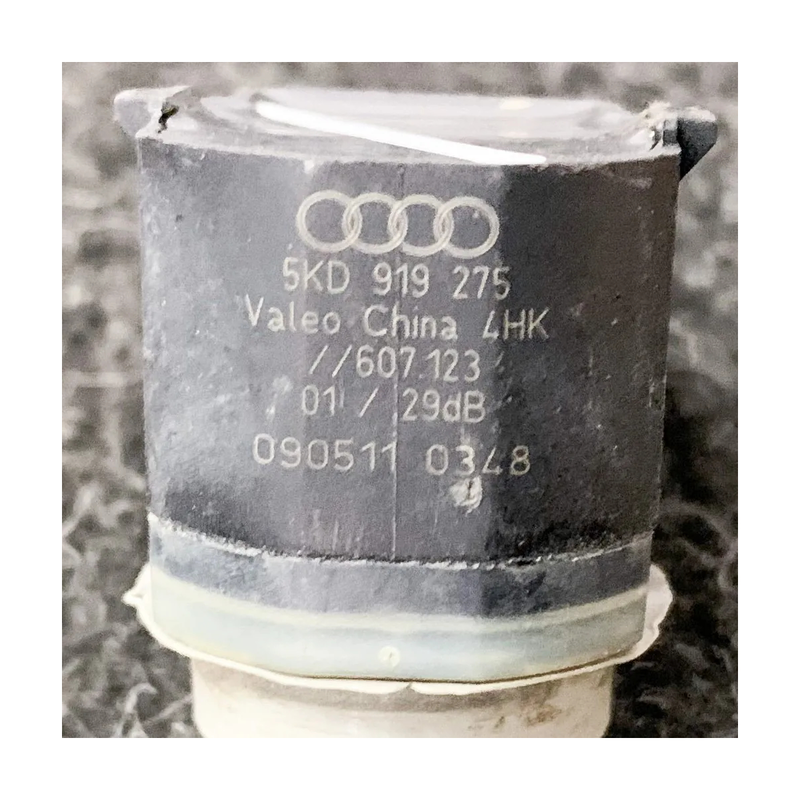 5KD 919 275
Valeo China 4HK
//607.123
01 / 29dB
090511 0348